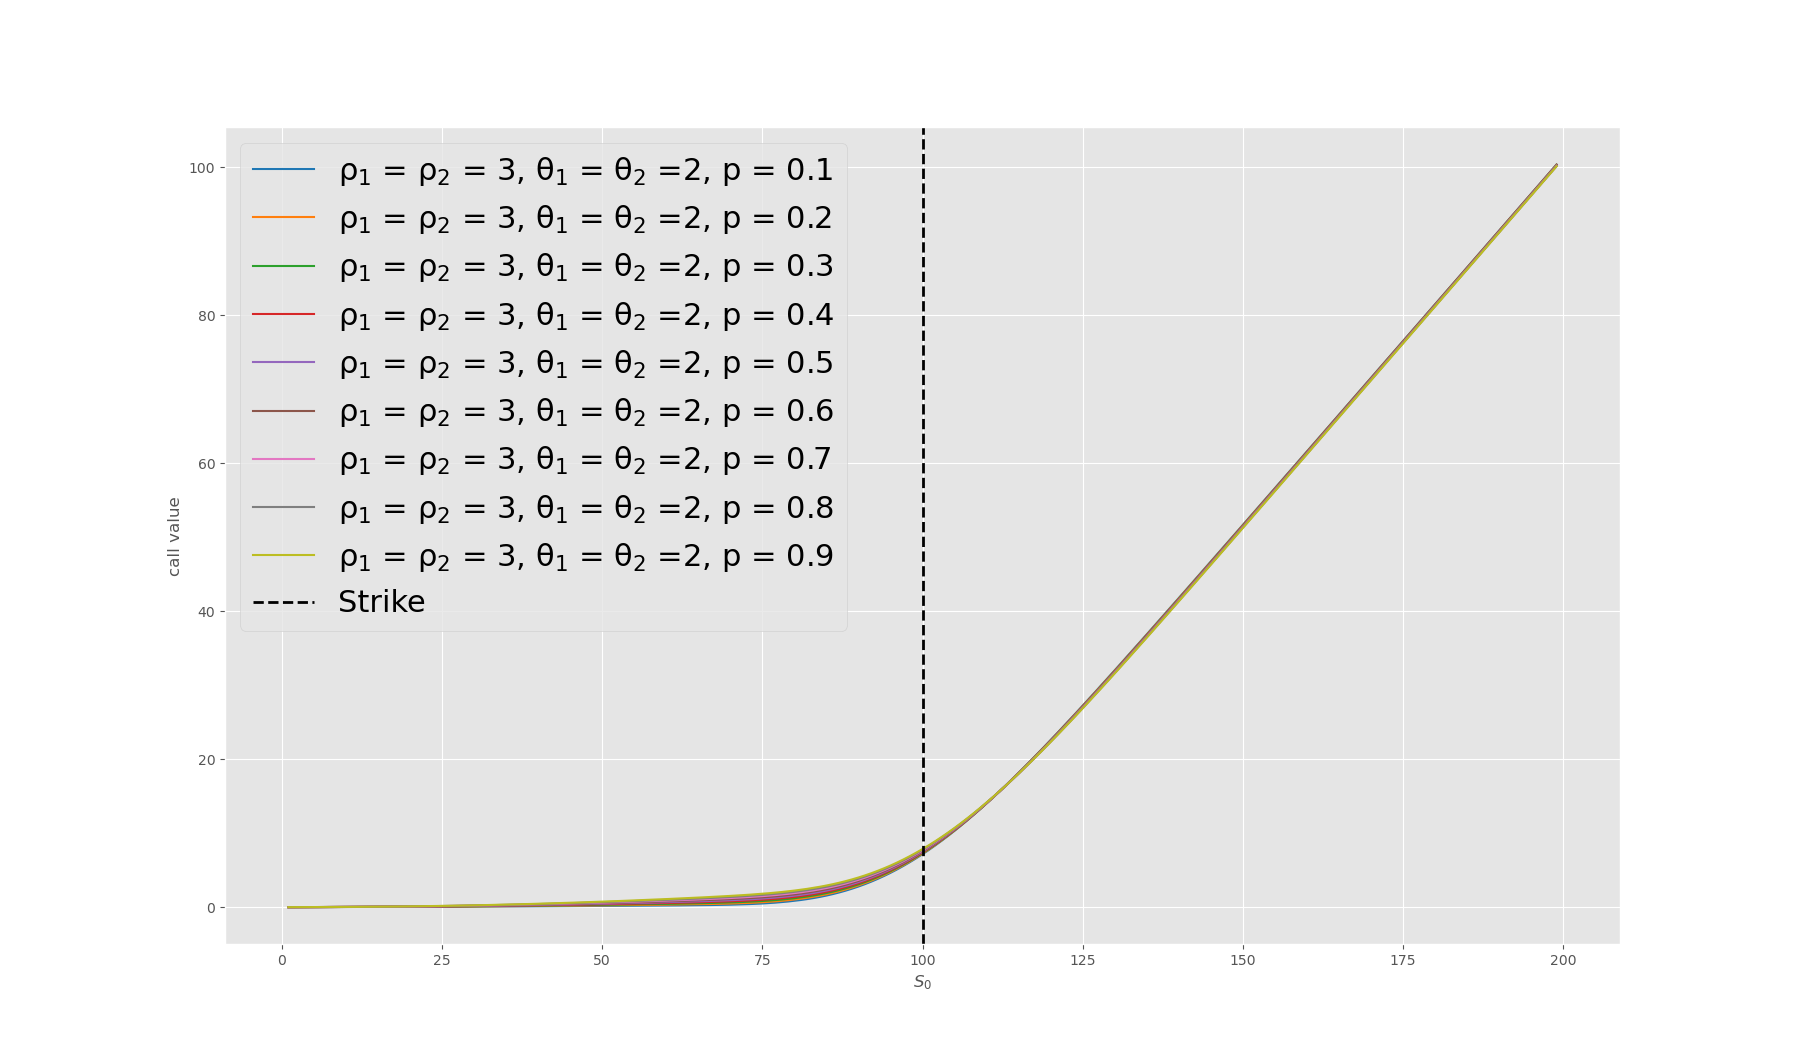 ρ₁ = ρ₂ = 3, θ₁ = θ₂ =2, p = 0.1
ρ₁ = ρ₂ = 3, θ₁ = θ₂ =2, p = 0.2
ρ₁ = ρ₂ = 3, θ₁ = θ₂ =2, p = 0.3
ρ₁ = ρ₂ = 3, θ₁ = θ₂ =2, p = 0.4
ρ₁ = ρ₂ = 3, θ₁ = θ₂ =2, p = 0.5
ρ₁ = ρ₂ = 3, θ₁ = θ₂ =2, p = 0.6
ρ₁ = ρ₂ = 3, θ₁ = θ₂ =2, p = 0.7
ρ₁ = ρ₂ = 3, θ₁ = θ₂ =2, p = 0.8
ρ₁ = ρ₂ = 3, θ₁ = θ₂ =2, p = 0.9
Strike
100
80
60
40
20
0
call value
0 25 50 75 100 125 150 175 200
S₀